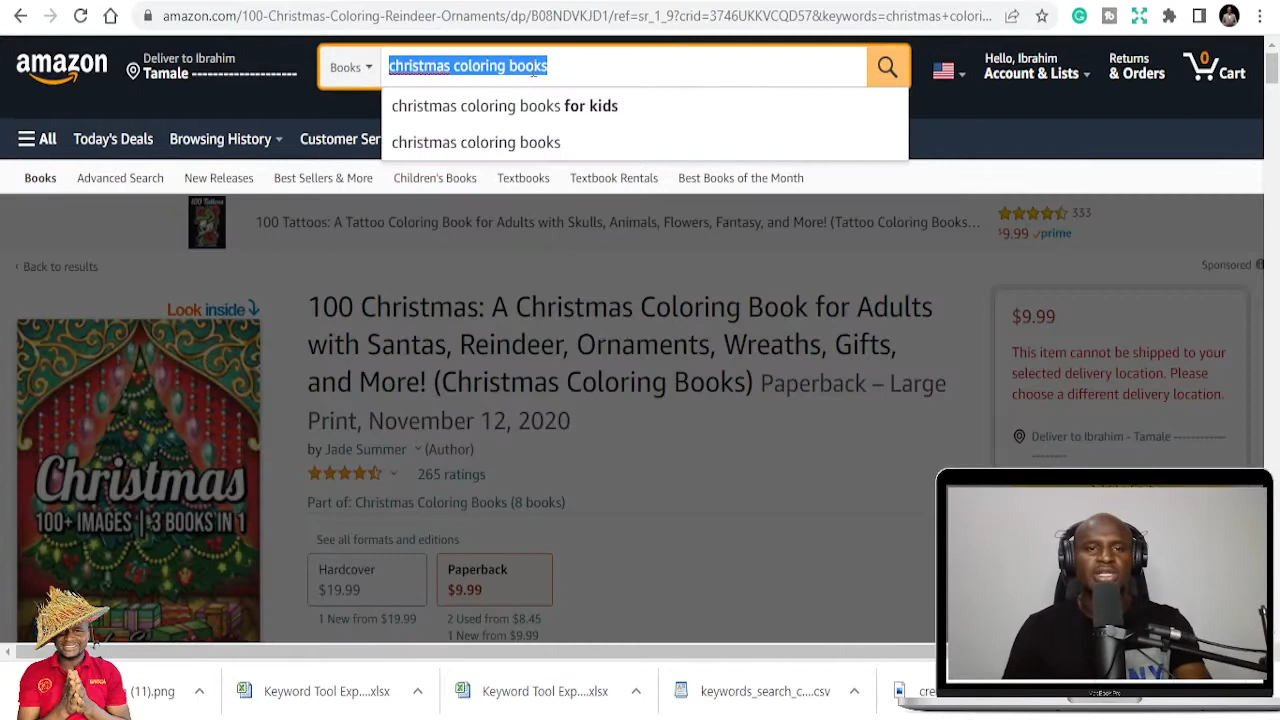 amazon.com/100-Christmas-Coloring-Reindeer-Ornaments/dp/B08NDVKJD1/ref=sr_1_9?crid=3746UKKVCQD57&keywords=christmas+colori...
amazon
Deliver to Ibrahim
Tamale ------------------
Books
christmas coloring books
Hello, Ibrahim
Account & Lists
Returns
& Orders
0
Cart
christmas coloring books for kids
christmas coloring books
All
Today's Deals
Browsing History
Customer Ser
Books
Advanced Search
New Releases
Best Sellers & More
Children's Books
Textbooks
Textbook Rentals
Best Books of the Month
100 Tattoos: A Tattoo Coloring Book for Adults with Skulls, Animals, Flowers, Fantasy, and More! (Tattoo Coloring Books...
333
$9.99 prime
‹ Back to results
Sponsored
Look inside
100 Christmas: A Christmas Coloring Book for Adults
with Santas, Reindeer, Ornaments, Wreaths, Gifts,
and More! (Christmas Coloring Books) Paperback – Large
Print, November 12, 2020
by Jade Summer (Author)
265 ratings
Part of: Christmas Coloring Books (8 books)
See all formats and editions
Hardcover
$19.99
Paperback
$9.99
1 New from $19.99
2 Used from $8.45
1 New from $9.99
$9.99
This item cannot be shipped to your
selected delivery location. Please
choose a different delivery location.
Deliver to Ibrahim - Tamale --------------
---------
Christmas
100+ IMAGES | 3 BOOKS IN 1
(11).png
Keyword Tool Exp....xlsx
Keyword Tool Exp....xlsx
keywords_search_c....csv
cre
MacBook Pro